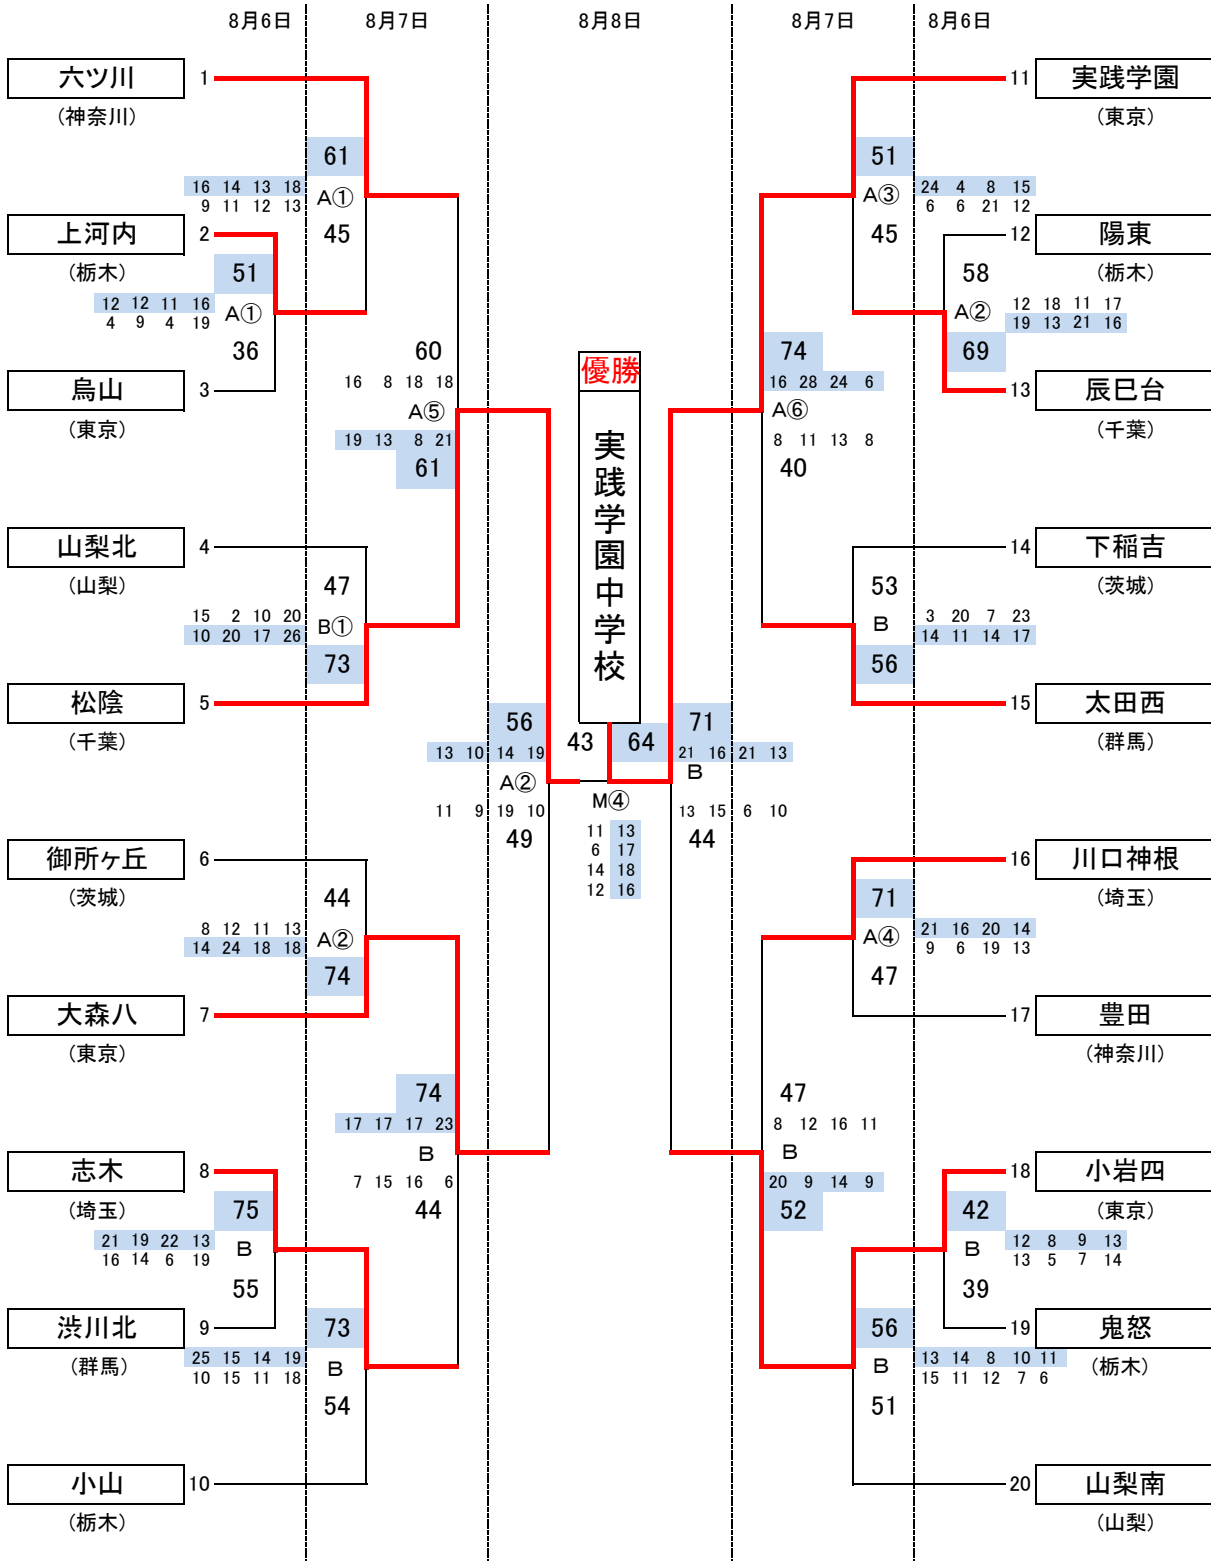 8月6日 8月7日 8月8日 8月7日 8月6日
六ツ川 1 11 実践学園
(神奈川) (東京)
61 51
16 14 13 18 A① A③ 24 4 8 15
9 11 12 13 6 6 21 12
上河内 2 45 45 12 陽東
(栃木) 51 58 (栃木)
12 12 11 16 A① A② 12 18 11 17
4 9 4 19 19 13 21 16
36 60 74 69
優勝
烏山 3 16 8 18 18 16 28 24 6 13 辰巳台
A⑤ A⑥
(東京) 19 13 8 21 8 11 13 8 (千葉)
61 40
実践学園中学校
山梨北 4 14 下稲吉
(山梨) 47 53 (茨城)
15 2 10 20 B① B 3 20 7 23
10 20 17 26 14 11 14 17
73 56
松陰 5 15 太田西
(千葉) 56 43 64 71 (群馬)
13 10 14 19 21 16 21 13
A② B
M④
11 9 19 10 13 15 6 10
49 44
11 13
6 17
14 18
12 16
御所ヶ丘 6 16 川口神根
(茨城) 44 71 (埼玉)
8 12 11 13 A② A④ 21 16 20 14
14 24 18 18 9 6 19 13
74 47
大森八 7 17 豊田
(東京) (神奈川)
74 47
17 17 17 23 8 12 16 11
B B
志木 8 7 15 16 6 20 9 14 9 18 小岩四
(埼玉) 75 44 52 42 (東京)
21 19 22 13 B B 12 8 9 13
16 14 6 19 13 5 7 14
55 39
渋川北 9 73 56 19 鬼怒
(群馬) 25 15 14 19 B B 13 14 8 10 11 (栃木)
10 15 11 18 15 11 12 7 6
54 51
小山 10 20 山梨南
(栃木) (山梨)